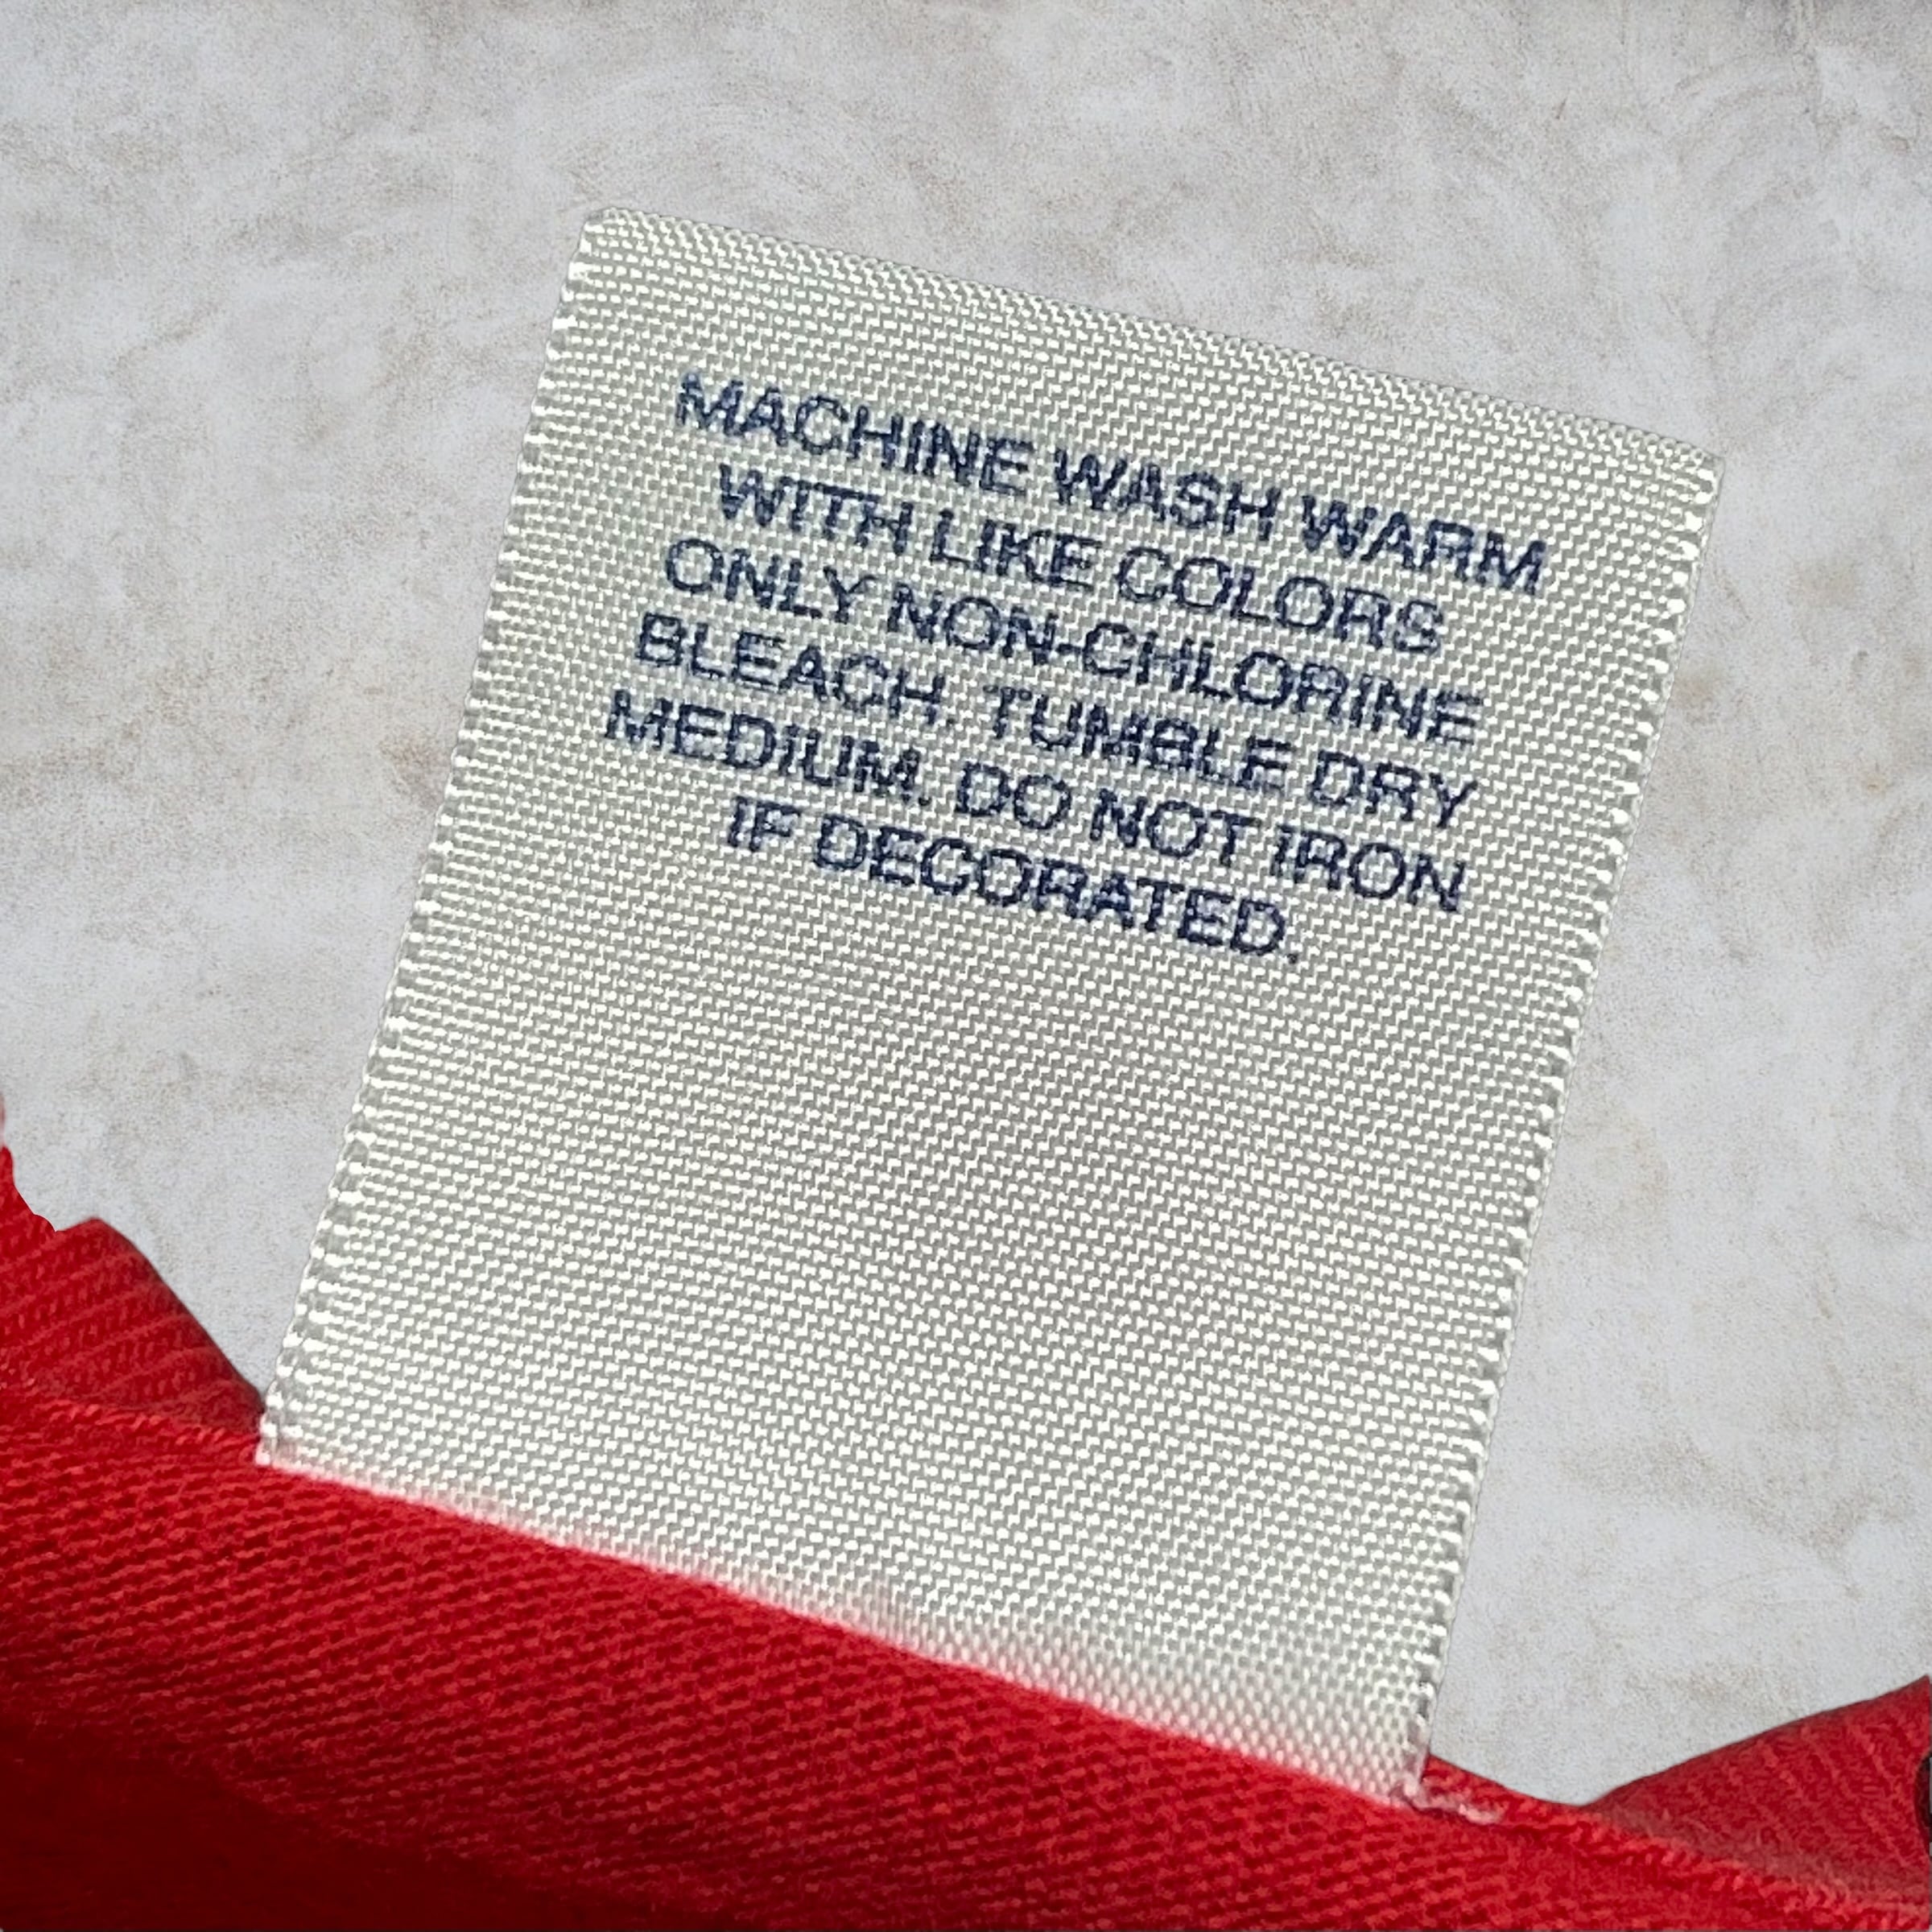 MACHINE WASH WARM
WITH LIKE COLORS
ONLY NON-CHLORINE
BLEACH. TUMBLE DRY
MEDIUM. DO NOT IRON
IF DECORATED.